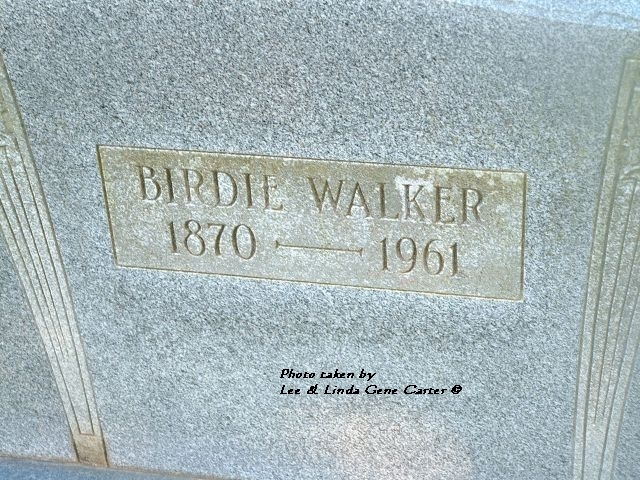 BIRDIE WALKER
1870 — 1961
Photo taken by
Lee & Linda Gene Carter ©